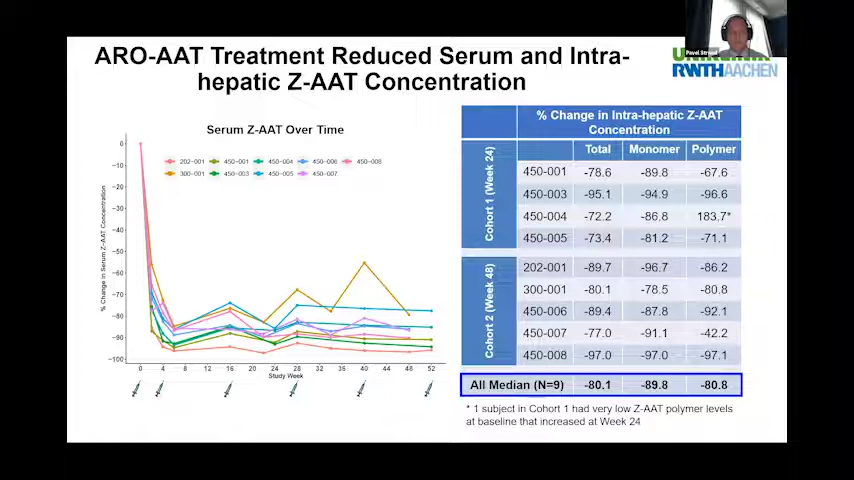 ARO-AAT Treatment Reduced Serum and Intra-
hepatic Z-AAT Concentration
Pavel Strnad
RWTHAACHEN
Serum Z-AAT Over Time
% Change in Serum Z-AAT Concentration
0
-10
-20
-30
-40
-50
-60
-70
-80
-90
-100
202-001 450-001 450-004 450-006 450-008
300-001 450-003 450-005 450-007
0 4 8 12 16 20 24 28 32 36 40 44 48 52
Study Week
% Change in Intra-hepatic Z-AAT
Concentration
Total Monomer Polymer
Cohort 1 (Week 24)
450-001 -78.6 -89.8 -67.6
450-003 -95.1 -94.9 -96.6
450-004 -72.2 -86.8 183.7*
450-005 -73.4 -81.2 -71.1
Cohort 2 (Week 48)
202-001 -89.7 -96.7 -86.2
300-001 -80.1 -78.5 -80.8
450-006 -89.4 -87.8 -92.1
450-007 -77.0 -91.1 -42.2
450-008 -97.0 -97.0 -97.1
All Median (N=9) -80.1 -89.8 -80.8
* 1 subject in Cohort 1 had very low Z-AAT polymer levels
at baseline that increased at Week 24